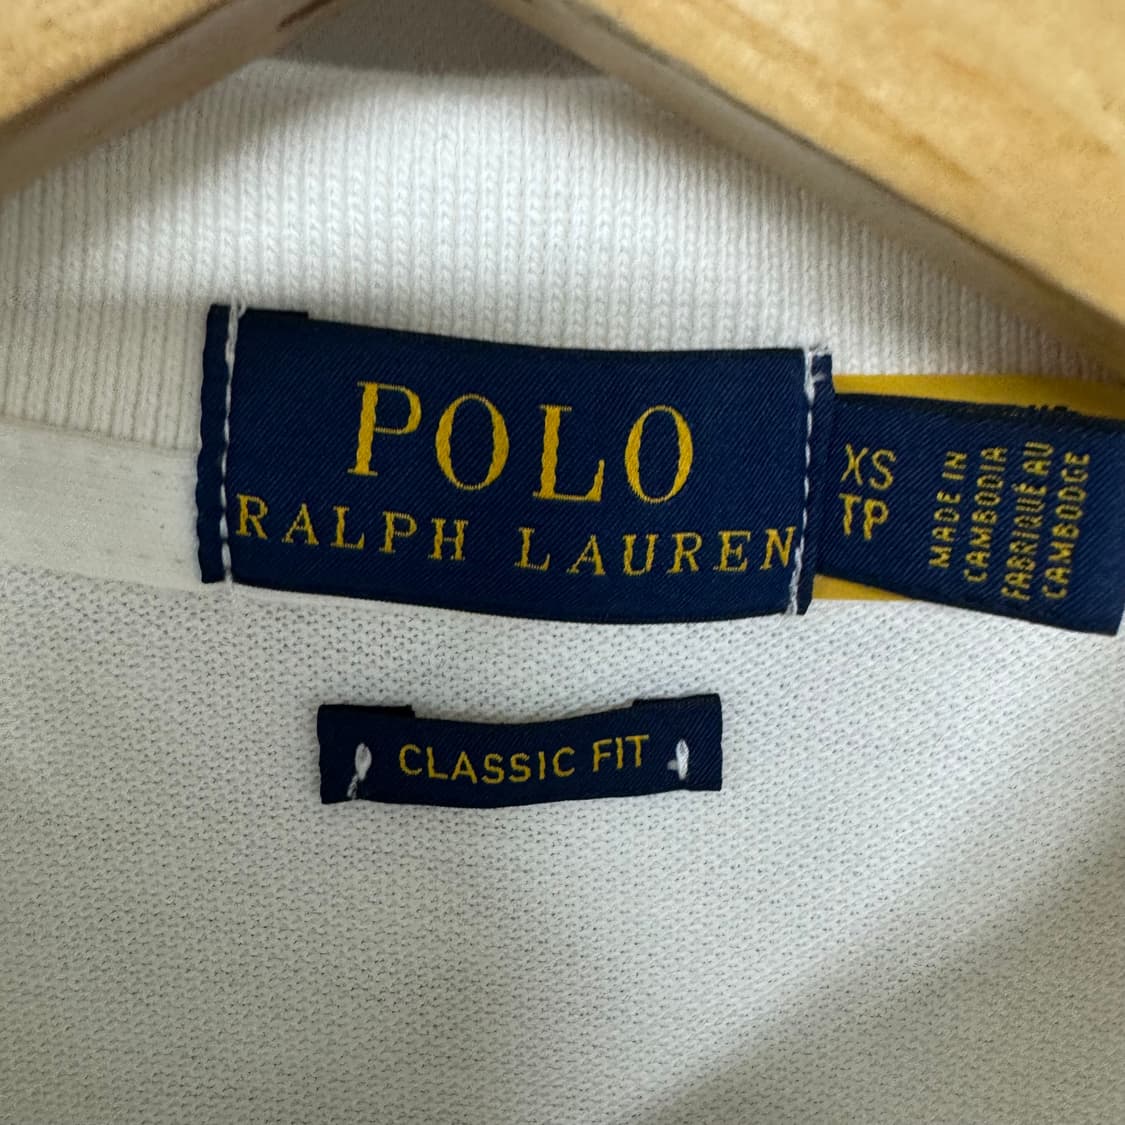 POLO
RALPH LAUREN
XS
TP
MADE IN
CAMBODIA
FABRIQUÉ AU
CAMBODGE
CLASSIC FIT